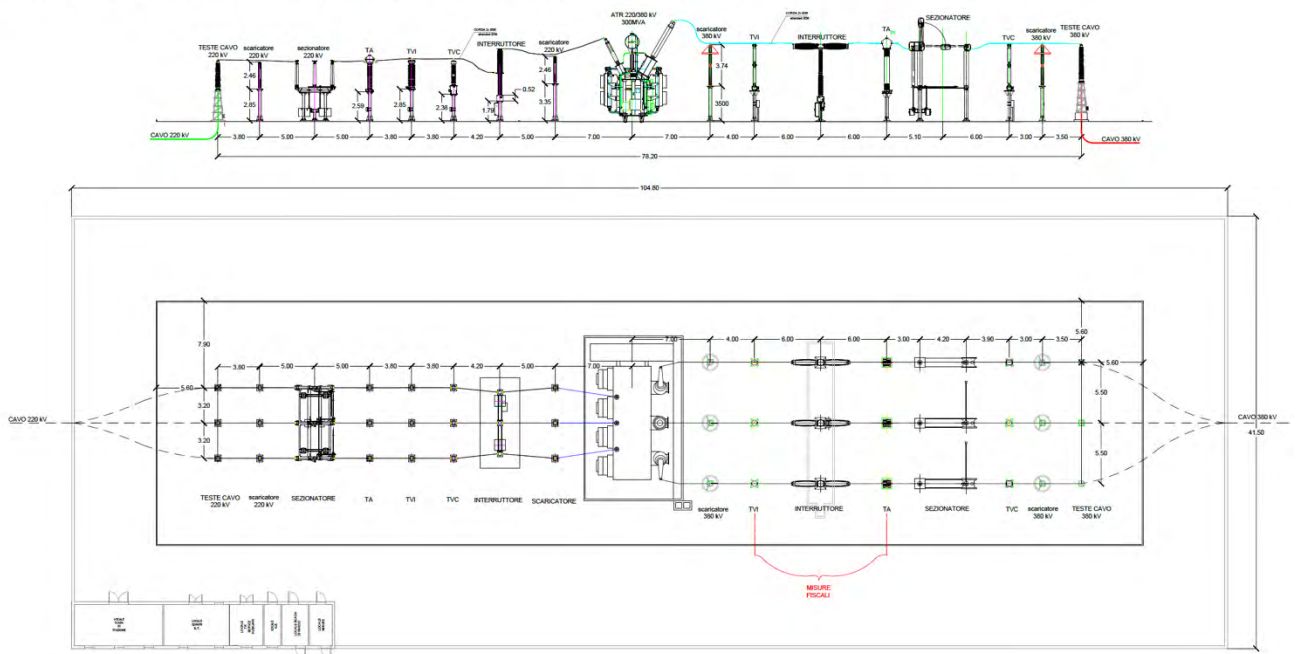 ATR 220/380 kV
300MVA
SEZIONATORE
TESTE CAVO
220 kV
scaricatore
220 kV
sezionatore
220 kV
TA
TVI
TVC
INTERRUTTORE
scaricatore
220 kV
scaricatore
380 kV
TVI
INTERRUTTORE
TA
TVC
scaricatore
380 kV
TESTE CAVO
380 kV
2.46
2.85
2.59
2.85
2.38
1.79
0.52
2.46
3.35
3.74
3500
CAVO 220 kV
CAVO 380 kV
3.80
5.00
5.00
3.80
3.80
4.20
5.00
7.00
7.00
4.00
6.00
6.00
5.10
6.00
3.00
3.50
78.20
104.80
7.90
5.60
3.80
5.00
5.00
3.80
3.80
4.20
5.00
7.00
7.00
4.00
6.00
6.00
3.00
4.20
3.90
3.00
3.50
5.60
5.60
3.20
3.20
5.50
5.50
CAVO 220 kV
CAVO 380 kV
41.50
TESTE CAVO
220 kV
scaricatore
220 kV
SEZIONATORE
TA
TVI
TVC
INTERRUTTORE
SCARICATORE
scaricatore
380 kV
TVI
INTERRUTTORE
TA
SEZIONATORE
TVC
scaricatore
380 kV
TESTE CAVO
380 kV
MISURE
FISCALI